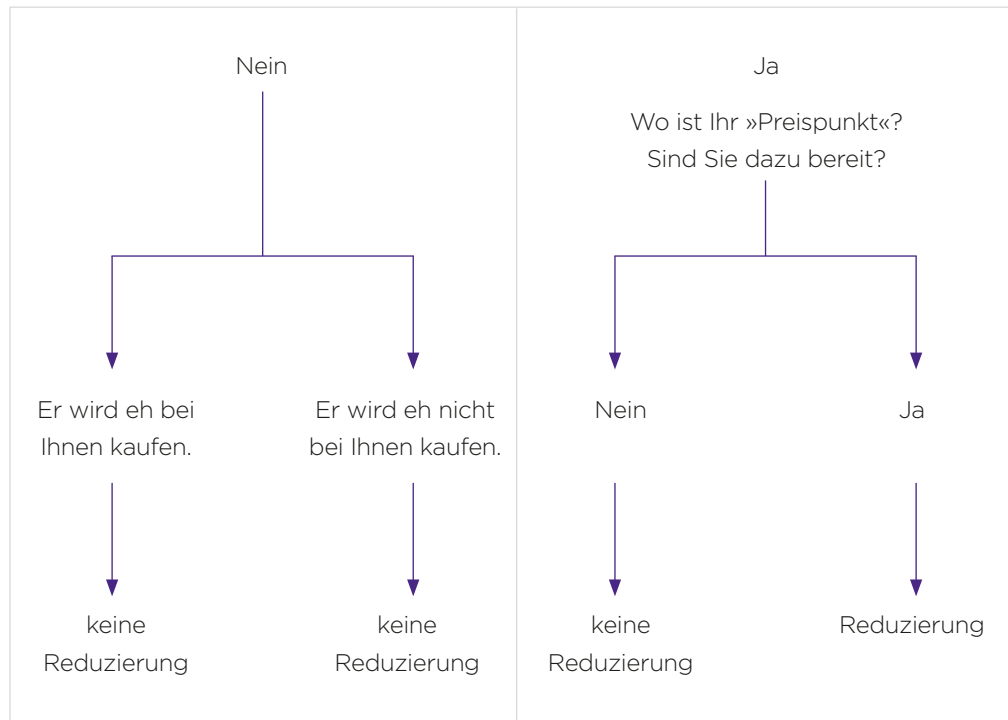 Nein
Er wird eh bei
Ihnen kaufen.
Er wird eh nicht
bei Ihnen kaufen.
keine
Reduzierung
keine
Reduzierung
Ja
Wo ist Ihr »Preispunkt«?
Sind Sie dazu bereit?
Nein
Ja
keine
Reduzierung
Reduzierung